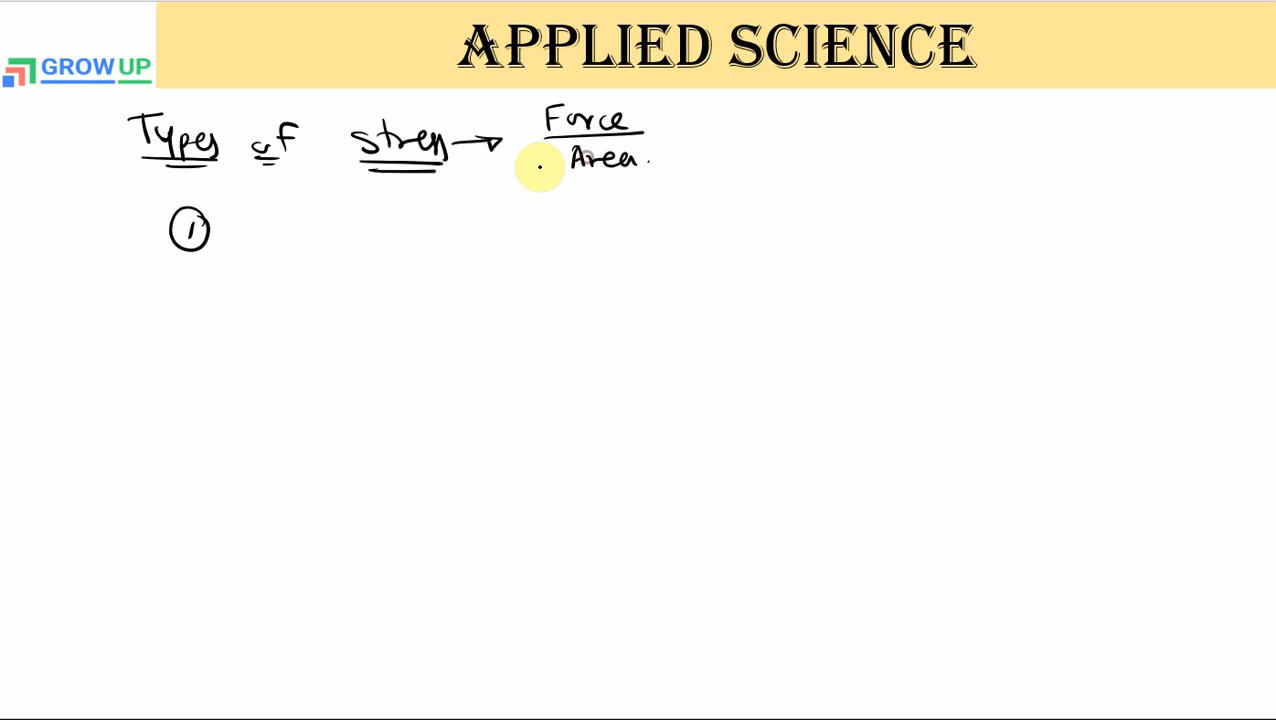 APPLIED SCIENCE
GROW UP
Types of stress → Force
Area.
①